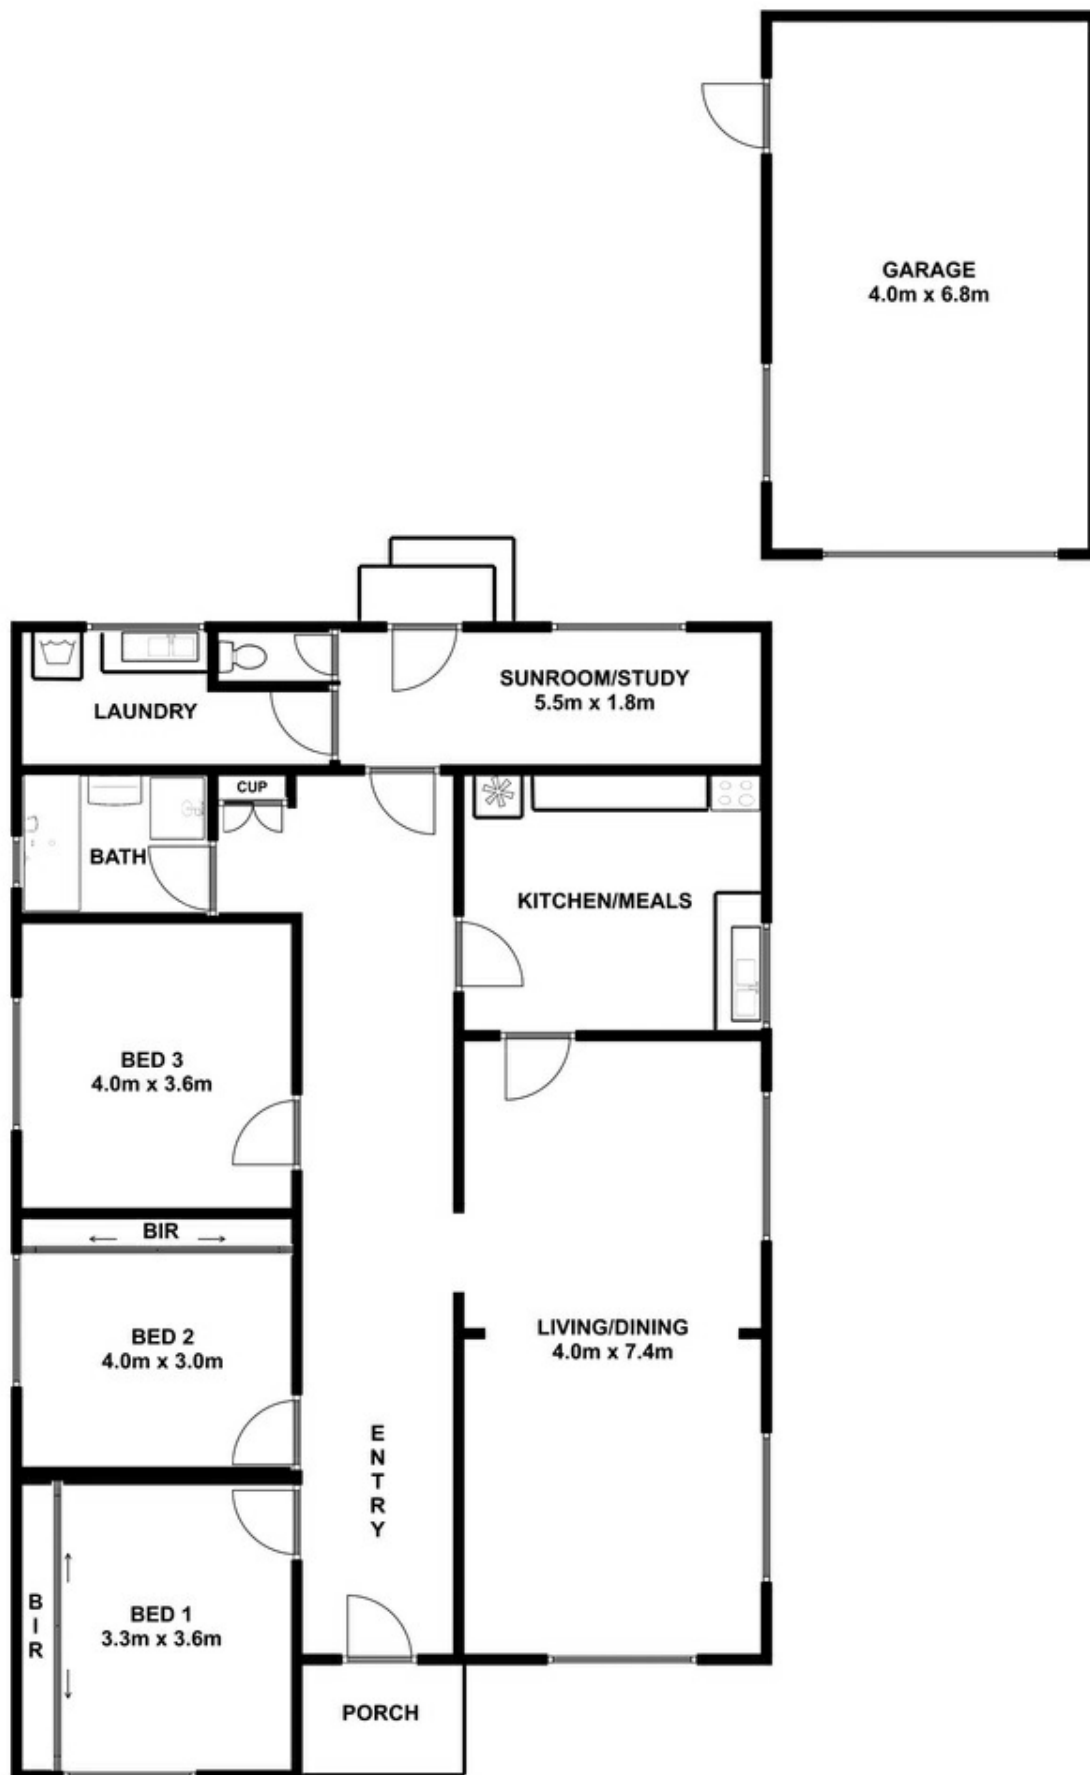 GARAGE
4.0m x 6.8m
SUNROOM/STUDY
5.5m x 1.8m
LAUNDRY
CUP
BATH
KITCHEN/MEALS
BED 3
4.0m x 3.6m
BIR
BED 2
4.0m x 3.0m
LIVING/DINING
4.0m x 7.4m
ENTRY
BIR
BED 1
3.3m x 3.6m
PORCH